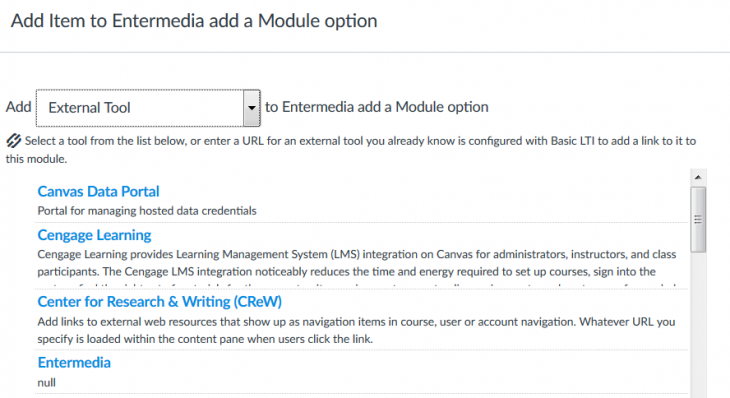 Add Item to Entermedia add a Module option
Add External Tool to Entermedia add a Module option
Select a tool from the list below, or enter a URL for an external tool you already know is configured with Basic LTI to add a link to it to
this module.
Canvas Data Portal
Portal for managing hosted data credentials
Cengage Learning
Cengage Learning provides Learning Management System (LMS) integration on Canvas for administrators, instructors, and class
participants. The Cengage LMS integration noticeably reduces the time and energy required to set up courses, sign into the
Center for Research & Writing (CReW)
Add links to external web resources that show up as navigation items in course, user or account navigation. Whatever URL you
specify is loaded within the content pane when users click the link.
Entermedia
null